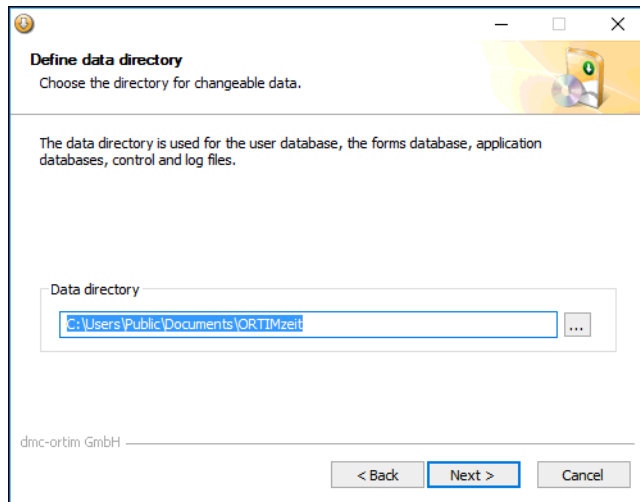 Define data directory
Choose the directory for changeable data.
The data directory is used for the user database, the forms database, application
databases, control and log files.
Data directory
C:\Users\Public\Documents\ORTIMzeit
...
dmc-ortim GmbH
< Back
Next >
Cancel